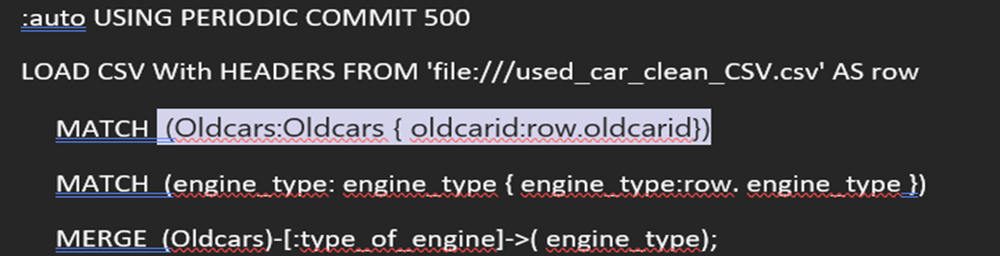 :auto USING PERIODIC COMMIT 500
LOAD CSV With HEADERS FROM 'file:///used_car_clean_CSV.csv' AS row
MATCH (Oldcars:Oldcars { oldcarid:row.oldcarid})
MATCH (engine_type: engine_type { engine_type:row. engine_type })
MERGE (Oldcars)-[:type_of_engine]->( engine_type);